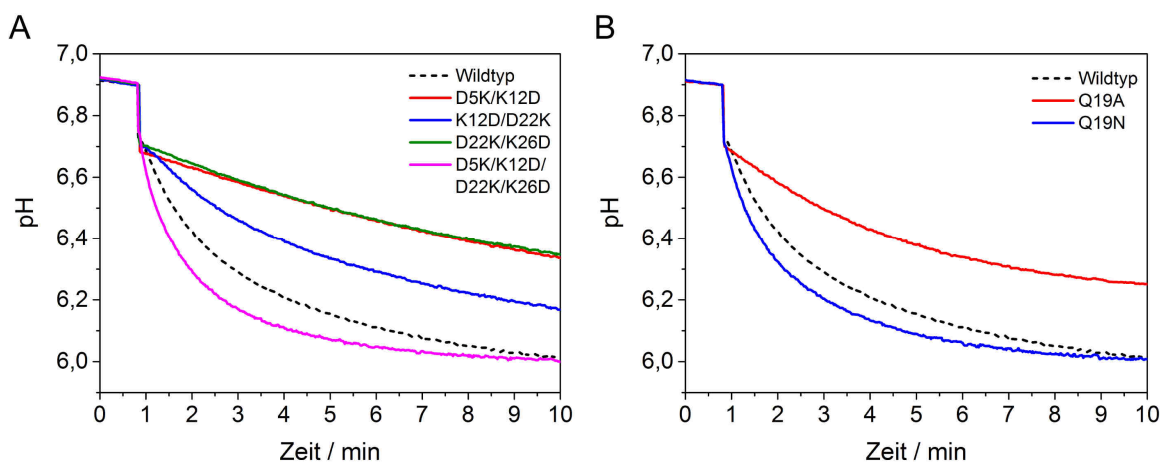 A
7,0
6,8
6,6
6,4
6,2
6,0
pH
0 1 2 3 4 5 6 7 8 9 10
Zeit / min
Wildtyp
D5K/K12D
K12D/D22K
D22K/K26D
D5K/K12D/
D22K/K26D
B
7,0
6,8
6,6
6,4
6,2
6,0
pH
0 1 2 3 4 5 6 7 8 9 10
Zeit / min
Wildtyp
Q19A
Q19N